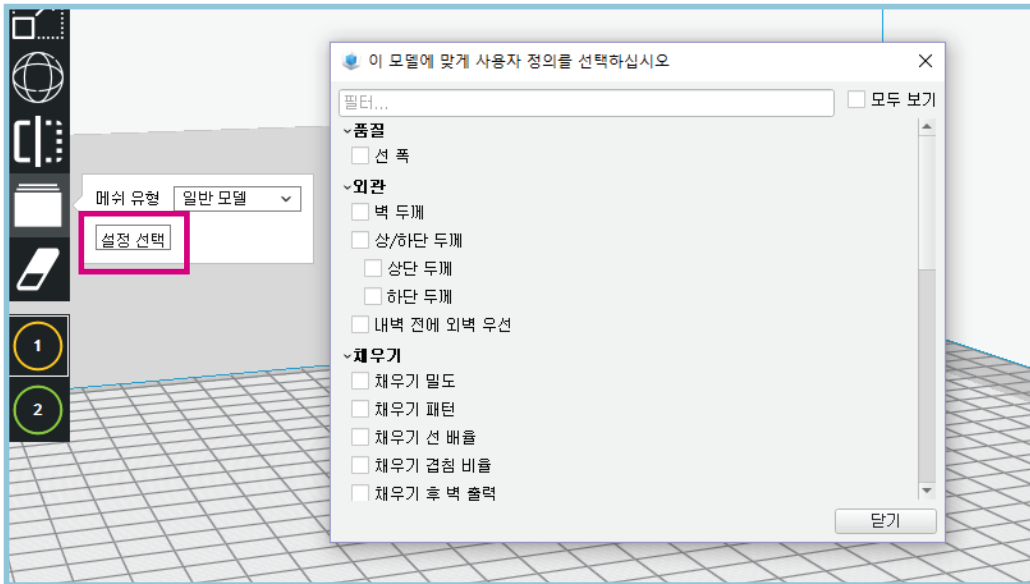 이 모델에 맞게 사용자 정의를 선택하십시오
필터...
모두 보기
품질
선 폭
외관
벽 두께
상/하단 두께
상단 두께
하단 두께
내벽 전에 외벽 우선
채우기
채우기 밀도
채우기 패턴
채우기 선 배율
채우기 겹침 비율
채우기 후 벽 출력
닫기
메쉬 유형 일반 모델
설정 선택
1
2